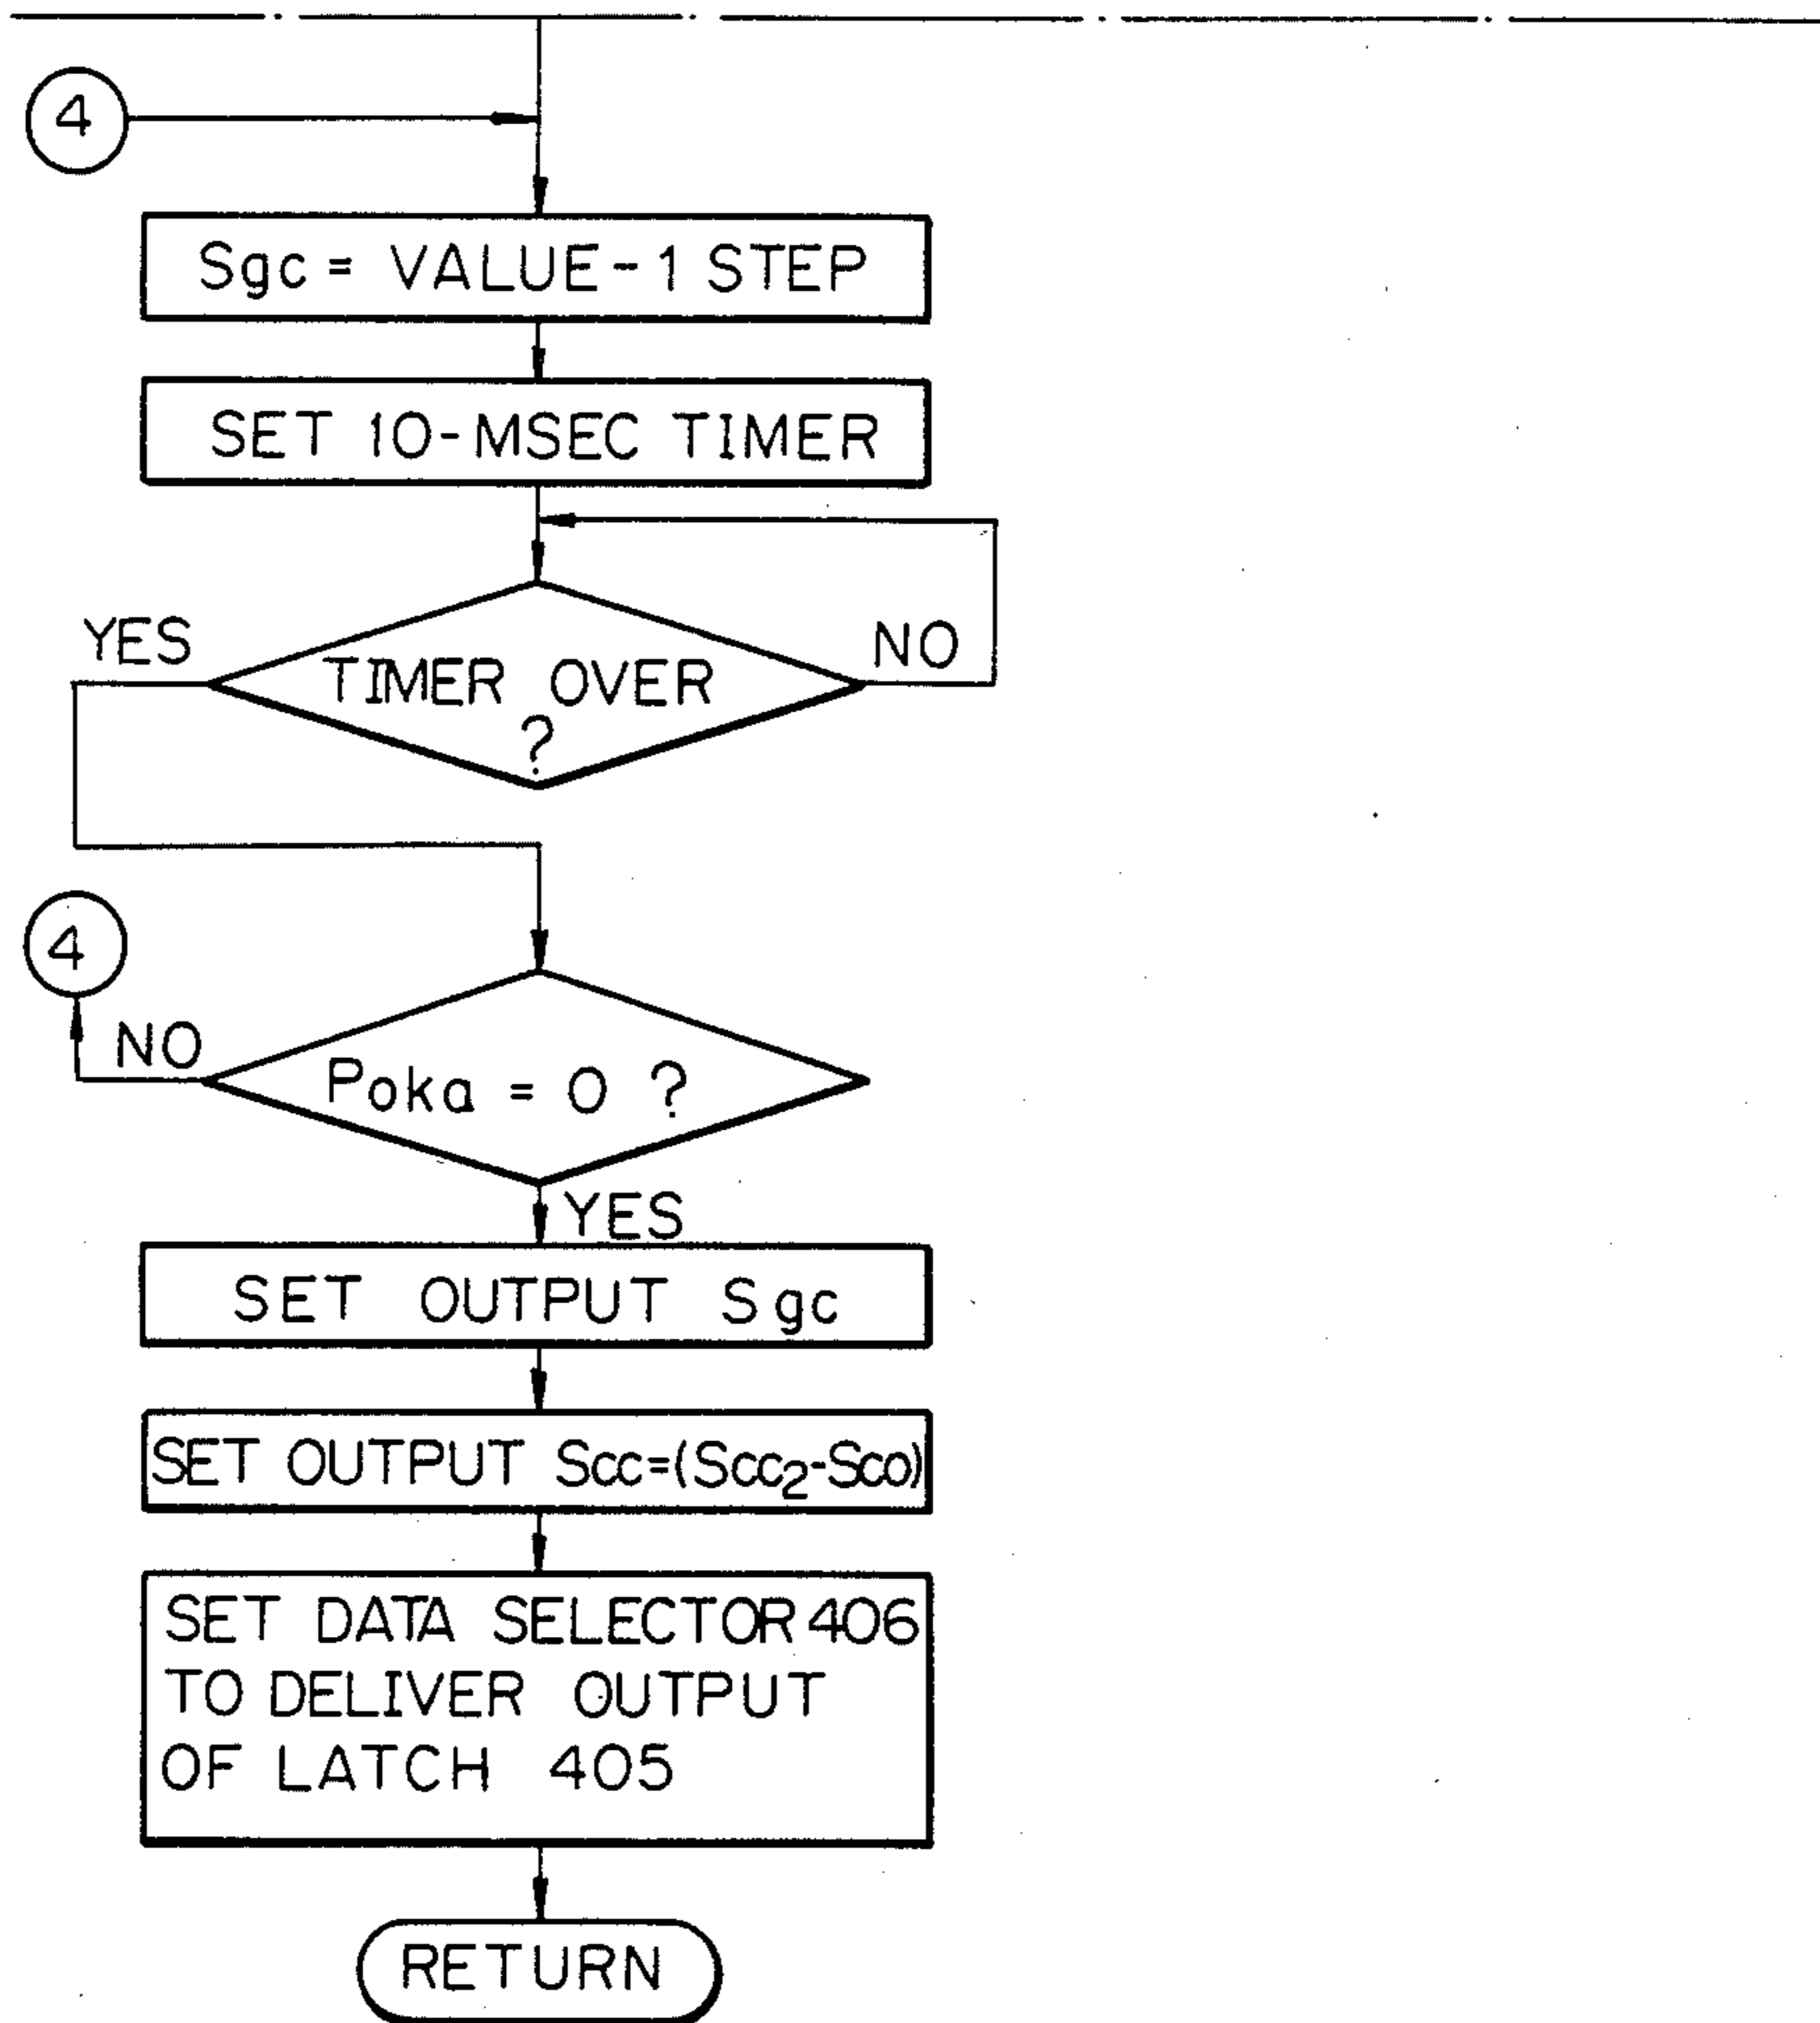 4
Sgc = VALUE-1 STEP
SET 10-MSEC TIMER
YES
NO
TIMER OVER
?
4
NO
Poka = 0 ?
YES
SET OUTPUT Sgc
SET OUTPUT Scc=(Scc₂-Sco)
SET DATA SELECTOR 406
TO DELIVER OUTPUT
OF LATCH 405
RETURN